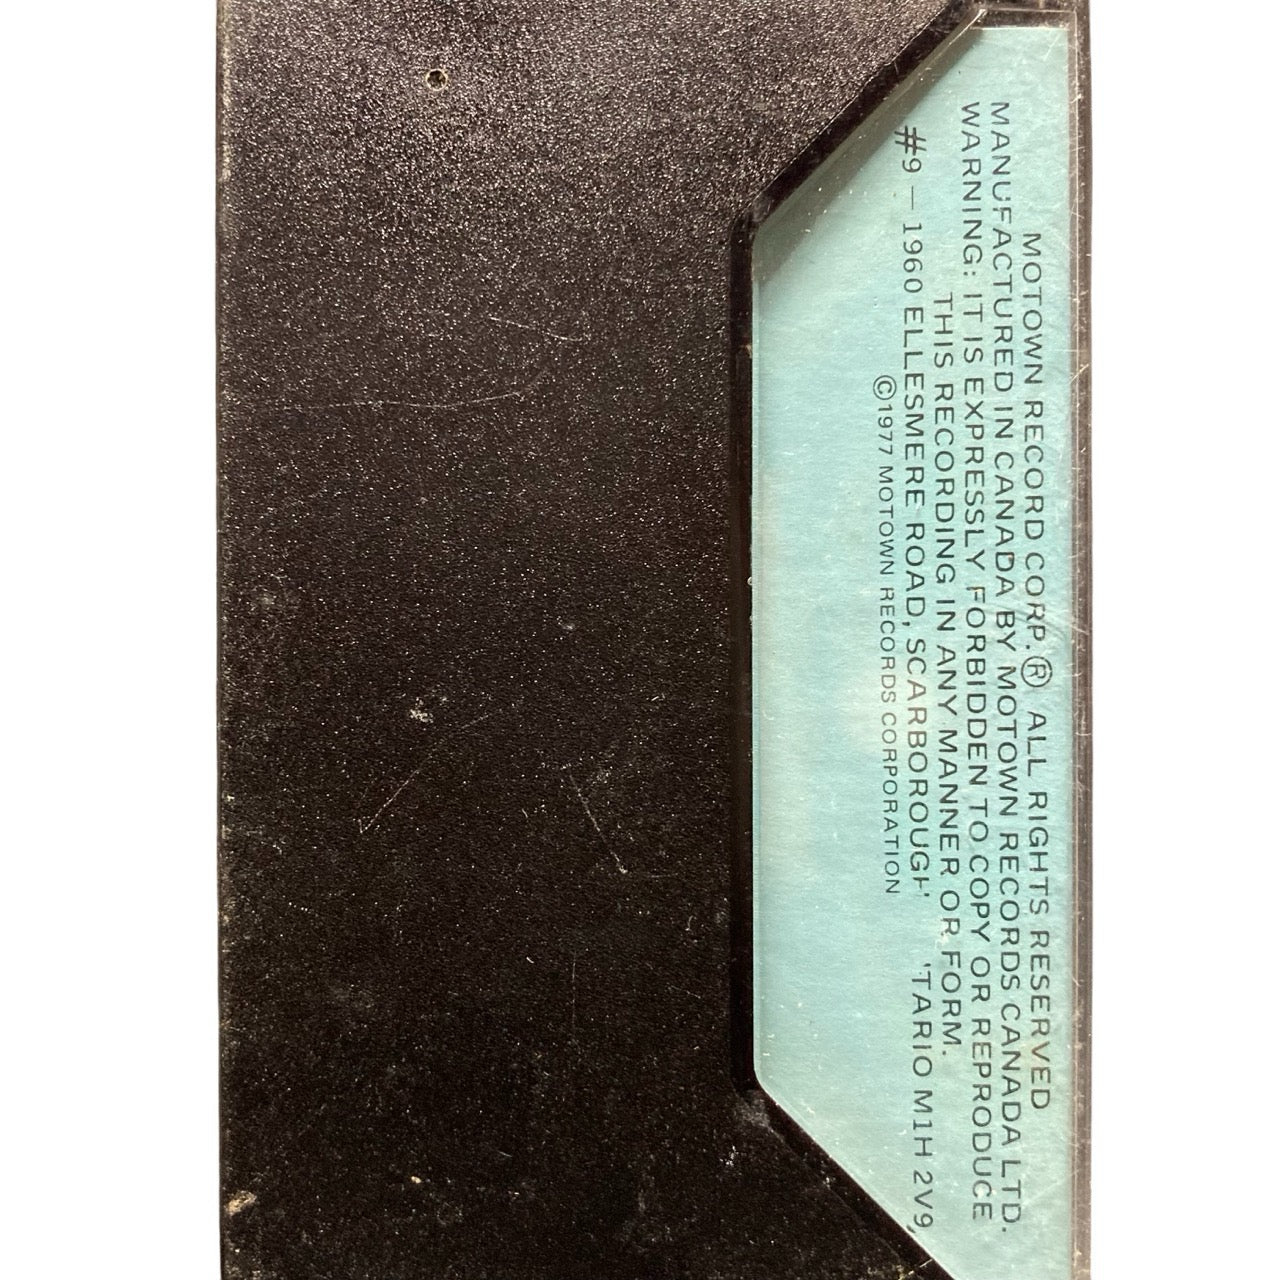 MOTOWN RECORD CORP.® ALL RIGHTS RESERVED
MANUFACTURED IN CANADA BY MOTOWN RECORDS CANADA LTD.
WARNING: IT IS EXPRESSLY FORBIDDEN TO COPY OR REPRODUCE
THIS RECORDING IN ANY MANNER OR FORM.
#9 — 1960 ELLESMERE ROAD, SCARBOROUGH 'TARIO M1H 2V9,
©1977 MOTOWN RECORDS CORPORATION